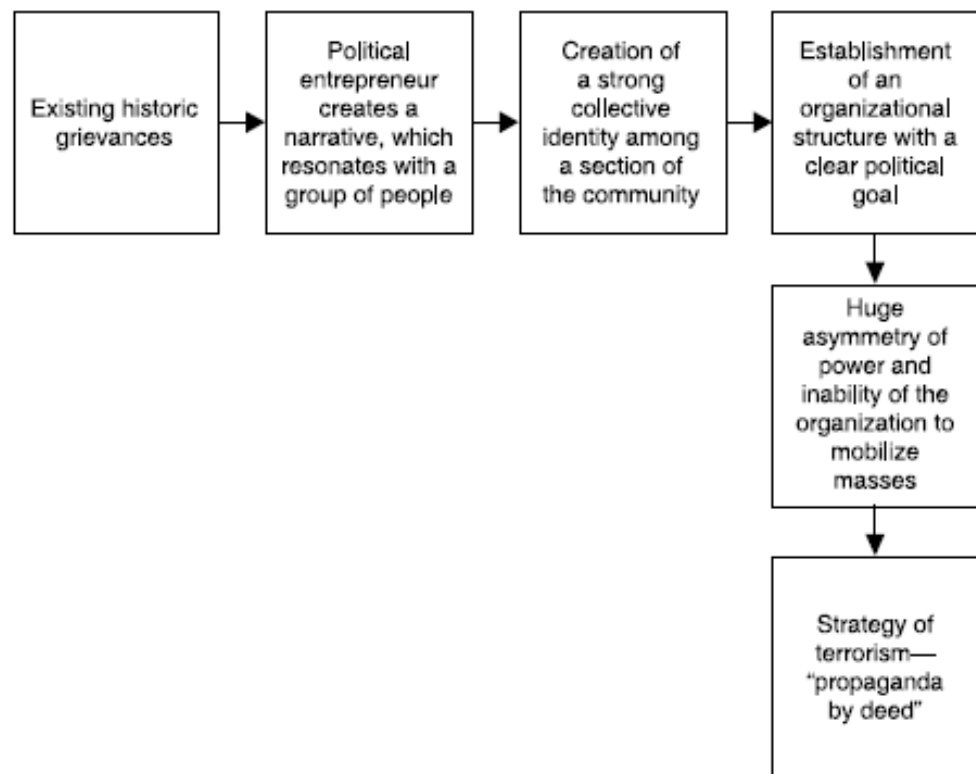 Existing historic
grievances
Political
entrepreneur
creates a
narrative, which
resonates with a
group of people
Creation of
a strong
collective
identity among
a section of
the community
Establishment
of an
organizational
structure with a
clear political
goal
Huge
asymmetry of
power and
inability of the
organization to
mobilize
masses
Strategy of
terrorism—
“propaganda
by deed”